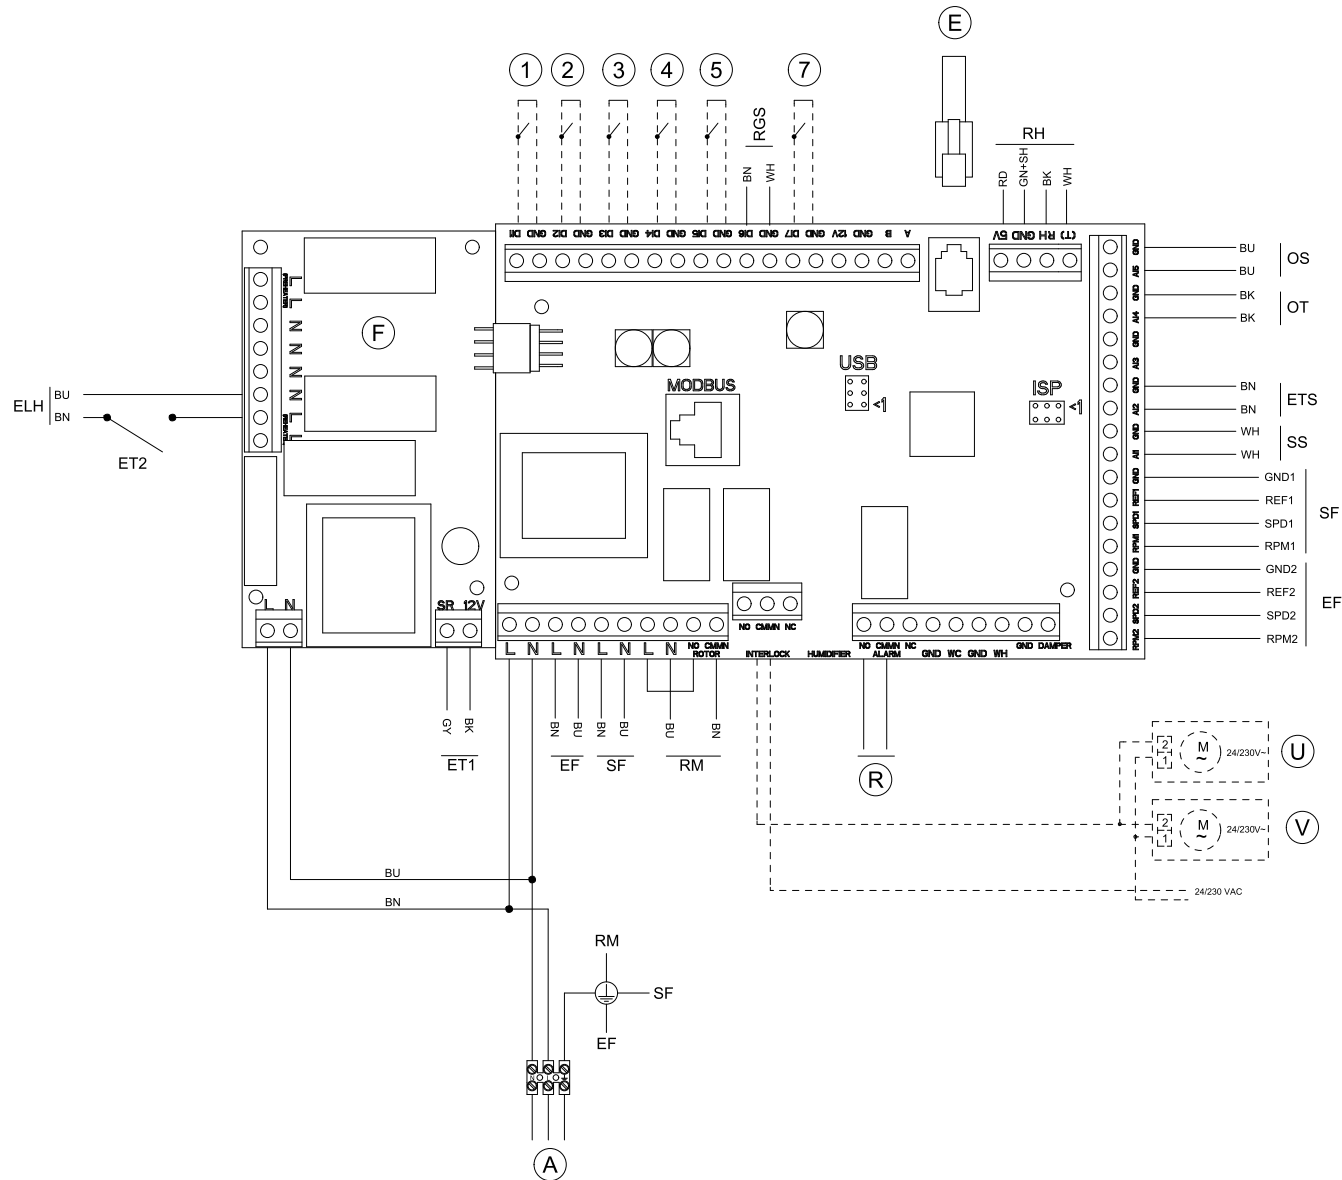 E
1 2 3 4 5 7
RGS
BN WH
RH
RD GN+SH BK WH
DI1 GND DI2 GND DI3 GND DI4 GND DI5 GND DI6 GND DI7 GND 12V GND B A
5V GND RH (T)
GND
AI5
GND
AI4
GND
AI3
GND
AI2
GND
AI1
GND
REF1
SPD1
RPM1
GND
REF2
SPD2
RPM2
BU
BU
OS
BK
BK
OT
BN
BN
ETS
WH
WH
SS
GND1
REF1
SPD1
RPM1
SF
GND2
REF2
SPD2
RPM2
EF
L
L
N
N
N
N
L
L
F
ELH
BU
BN
ET2
MODBUS
USB
<1
ISP
<1
L N
SR 12V
NO CMMN NC
L N L N L N L N NO CMMN
ROTOR
INTERLOCK
HUMIDIFIER
NO CMMN NC
ALARM
GND WC GND WH GND DAMPER
GY BK
ET1
BN BU
EF
BN BU
SF
BU BN
RM
R
2
1
M
~
24/230V~
U
2
1
M
~
24/230V~
V
24/230 VAC
BU
BN
RM
SF
EF
A